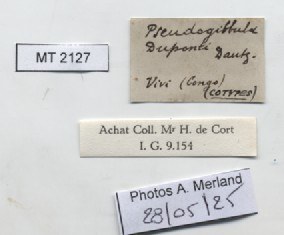 MT 2127
Pseudogibbula
Duponti Dautz.
Vivi (Congo)
(COTYPES)
Achat Coll. Mr H. de Cort
I. G. 9.154
Photos A. Merland
28/05/25